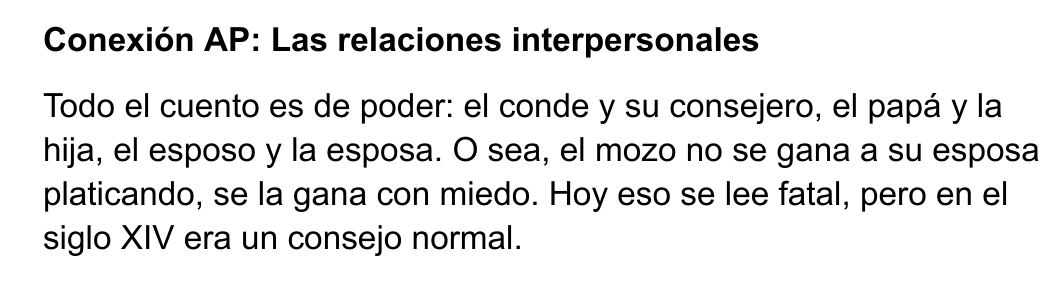 Conexión AP: Las relaciones interpersonales
Todo el cuento es de poder: el conde y su consejero, el papá y la
hija, el esposo y la esposa. O sea, el mozo no se gana a su esposa
platicando, se la gana con miedo. Hoy eso se lee fatal, pero en el
siglo XIV era un consejo normal.